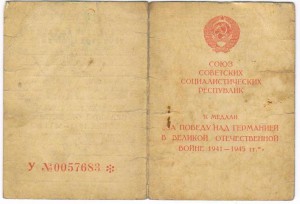 У №0057683 ✻
СОЮЗ
СОВЕТСКИХ
СОЦИАЛИСТИЧЕСКИХ
РЕСПУБЛИК
К МЕДАЛИ
„ЗА ПОБЕДУ НАД ГЕРМАНИЕЙ
В ВЕЛИКОЙ ОТЕЧЕСТВЕННОЙ
ВОЙНЕ 1941—1945 гг."